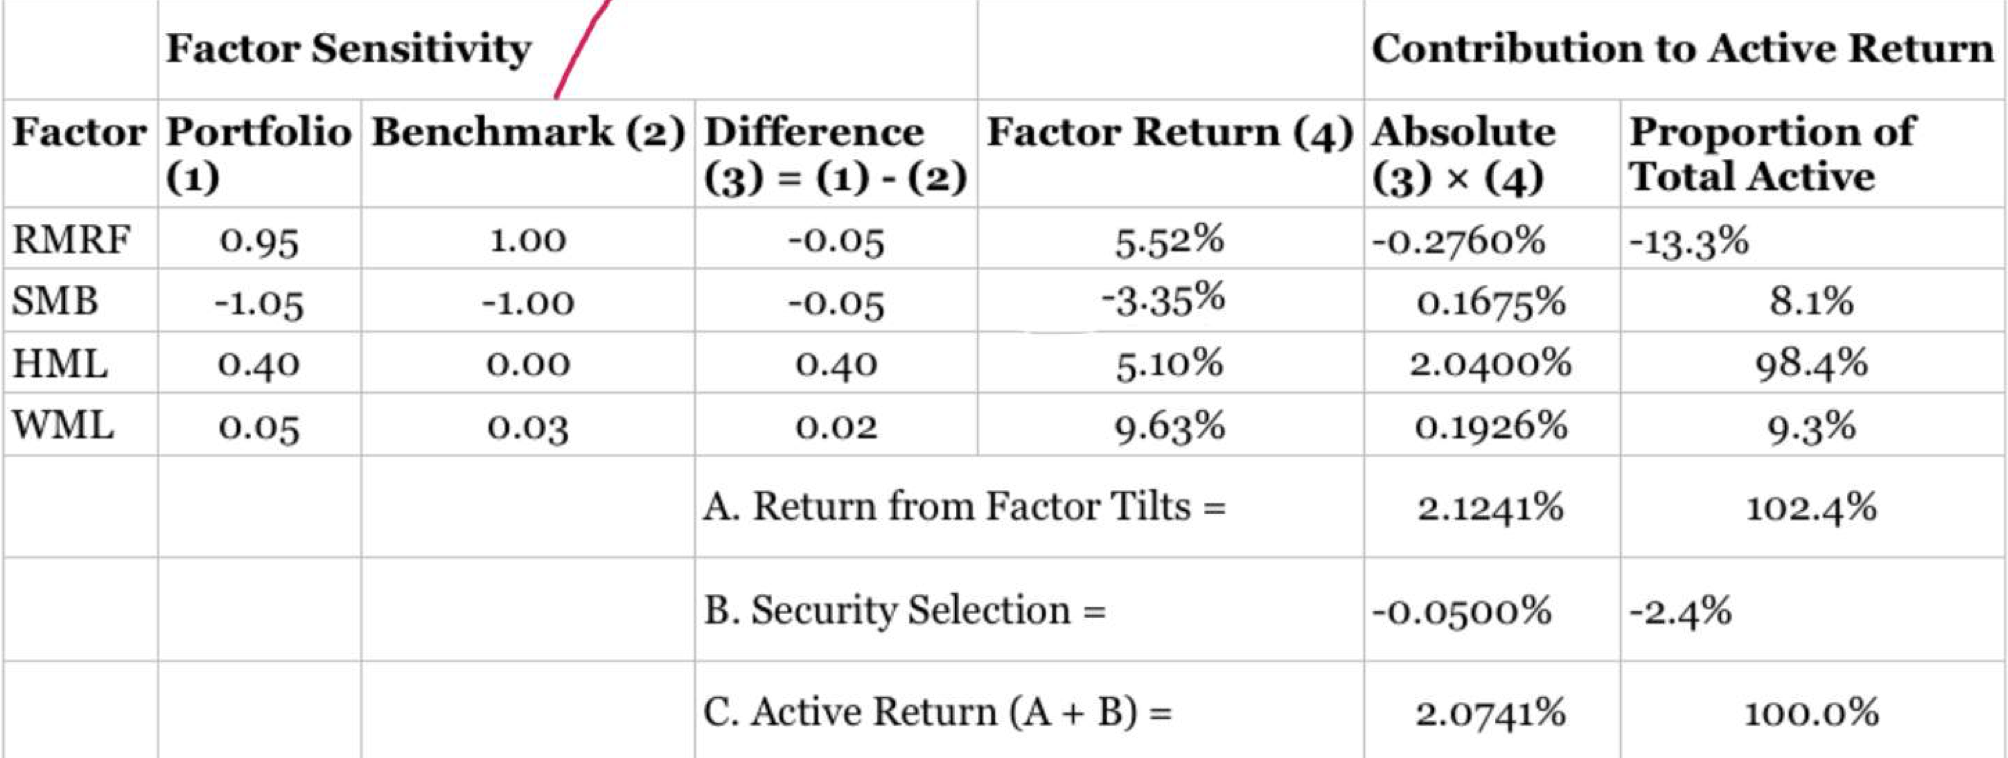 Factor Sensitivity Contribution to Active Return
Factor Portfolio (1) Benchmark (2) Difference (3) = (1) - (2) Factor Return (4) Absolute (3) × (4) Proportion of Total Active
RMRF 0.95 1.00 -0.05 5.52% -0.2760% -13.3%
SMB -1.05 -1.00 -0.05 -3.35% 0.1675% 8.1%
HML 0.40 0.00 0.40 5.10% 2.0400% 98.4%
WML 0.05 0.03 0.02 9.63% 0.1926% 9.3%
A. Return from Factor Tilts = 2.1241% 102.4%
B. Security Selection = -0.0500% -2.4%
C. Active Return (A + B) = 2.0741% 100.0%